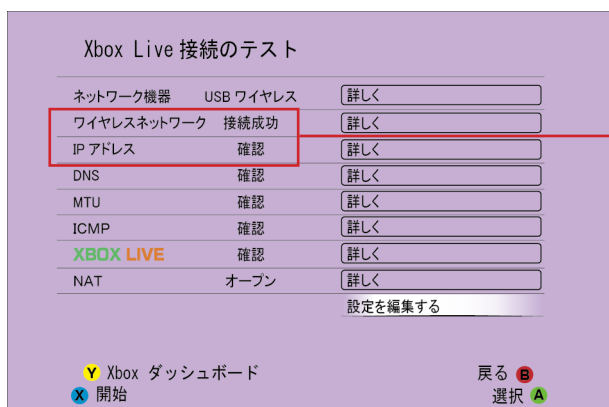 Xbox Live 接続のテスト
ネットワーク機器 USB ワイヤレス 詳しく
ワイヤレスネットワーク 接続成功 詳しく
IP アドレス 確認 詳しく
DNS 確認 詳しく
MTU 確認 詳しく
ICMP 確認 詳しく
XBOX LIVE 確認 詳しく
NAT オープン 詳しく
設定を編集する
Y Xbox ダッシュボード 戻る B
X 開始 選択 A